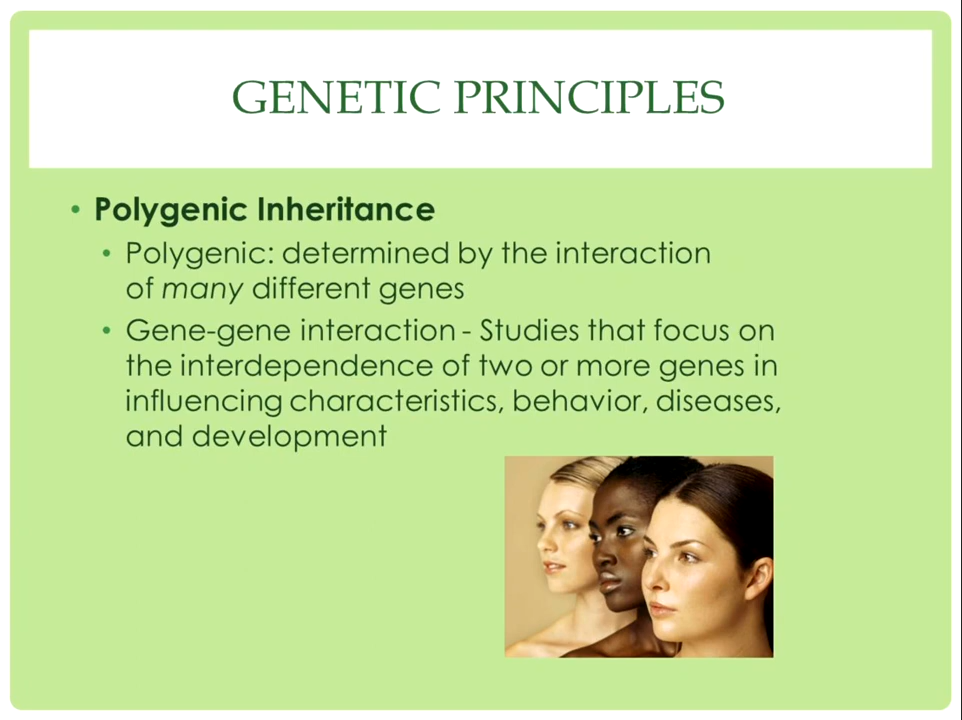 GENETIC PRINCIPLES
• Polygenic Inheritance
• Polygenic: determined by the interaction
of many different genes
• Gene-gene interaction - Studies that focus on
the interdependence of two or more genes in
influencing characteristics, behavior, diseases,
and development